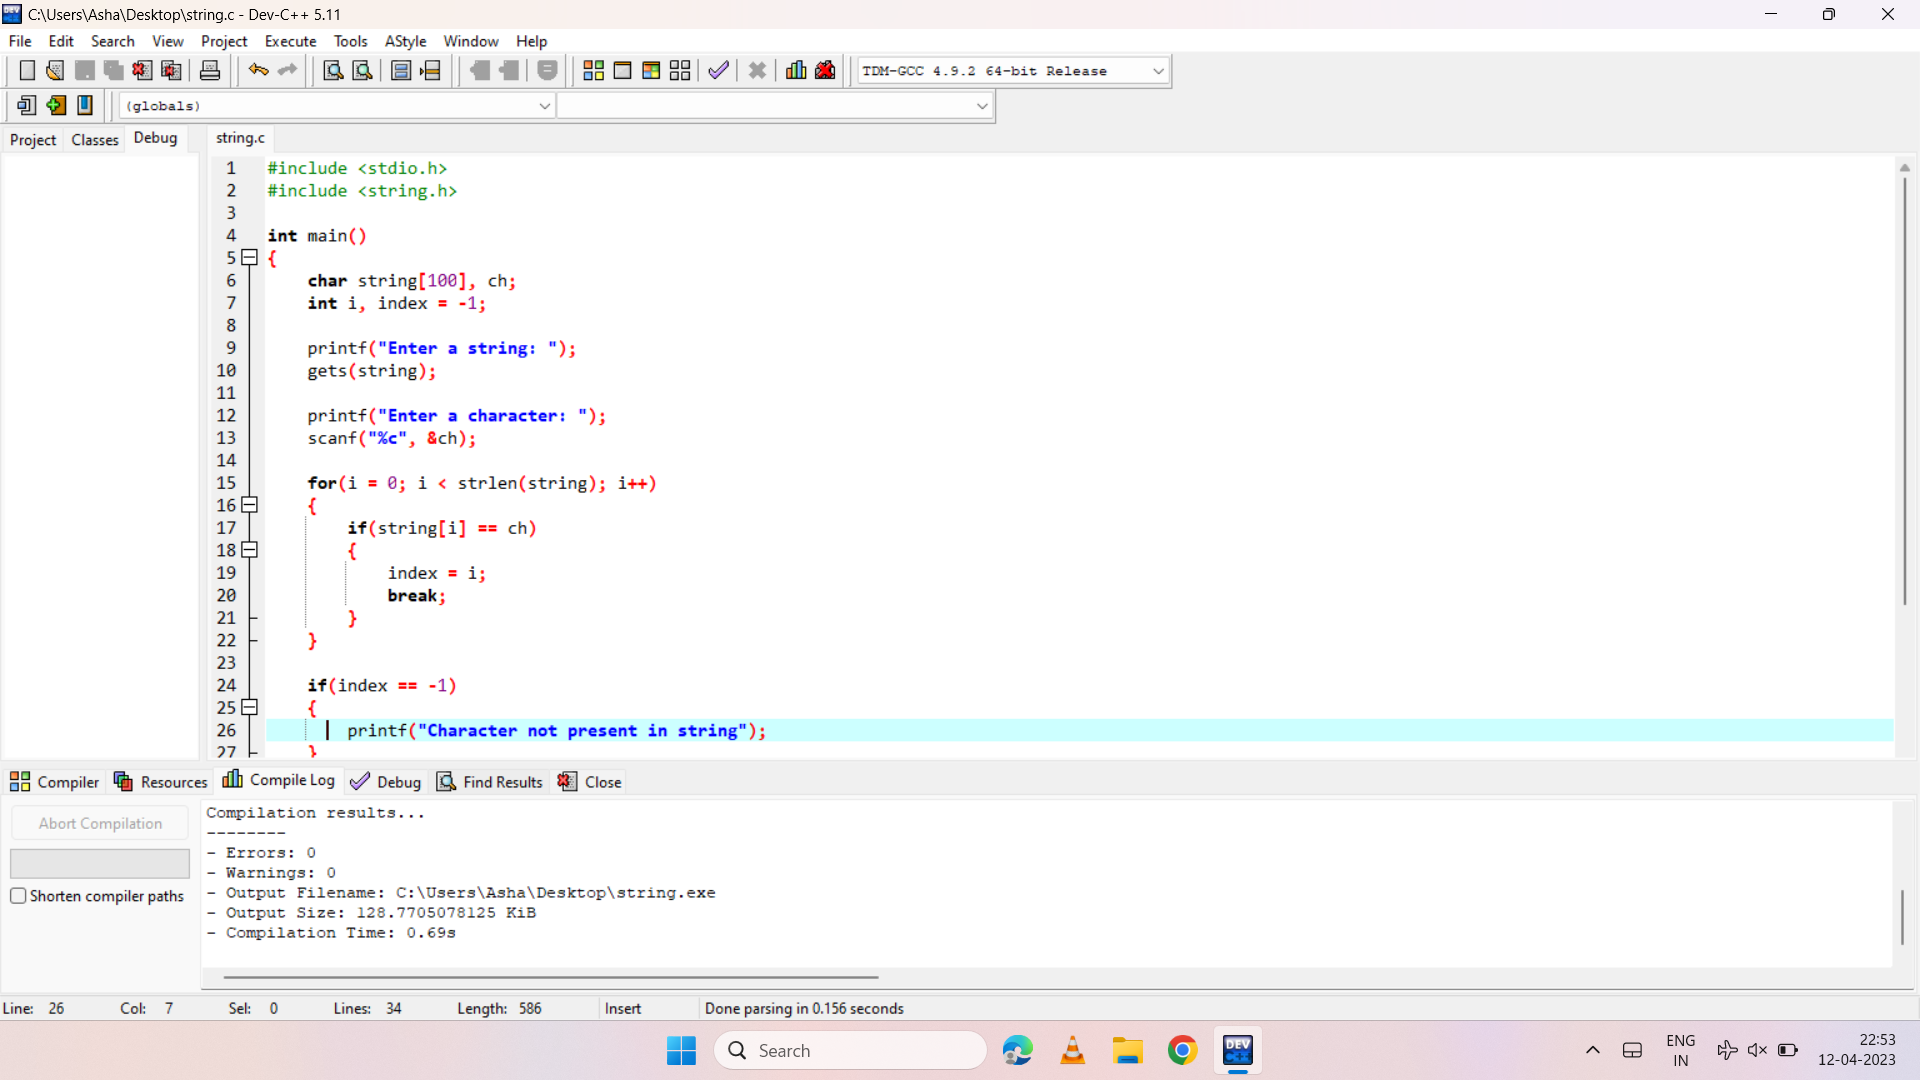 C:\Users\Asha\Desktop\string.c - Dev-C++ 5.11
File Edit Search View Project Execute Tools AStyle Window Help
TDM-GCC 4.9.2 64-bit Release
(globals)
Project Classes Debug string.c
1 #include <stdio.h>
2 #include <string.h>
3
4 int main()
5 {
6 char string[100], ch;
7 int i, index = -1;
8
9 printf("Enter a string: ");
10 gets(string);
11
12 printf("Enter a character: ");
13 scanf("%c", &ch);
14
15 for(i = 0; i < strlen(string); i++)
16 {
17 if(string[i] == ch)
18 {
19 index = i;
20 break;
21 }
22 }
23
24 if(index == -1)
25 {
26 printf("Character not present in string");
27 }
Compiler Resources Compile Log Debug Find Results Close
Abort Compilation
Shorten compiler paths
Compilation results...
--------
- Errors: 0
- Warnings: 0
- Output Filename: C:\Users\Asha\Desktop\string.exe
- Output Size: 128.7705078125 KiB
- Compilation Time: 0.69s
Line: 26 Col: 7 Sel: 0 Lines: 34 Length: 586 Insert Done parsing in 0.156 seconds
Search
DEV C++
ENG
IN
22:53
12-04-2023